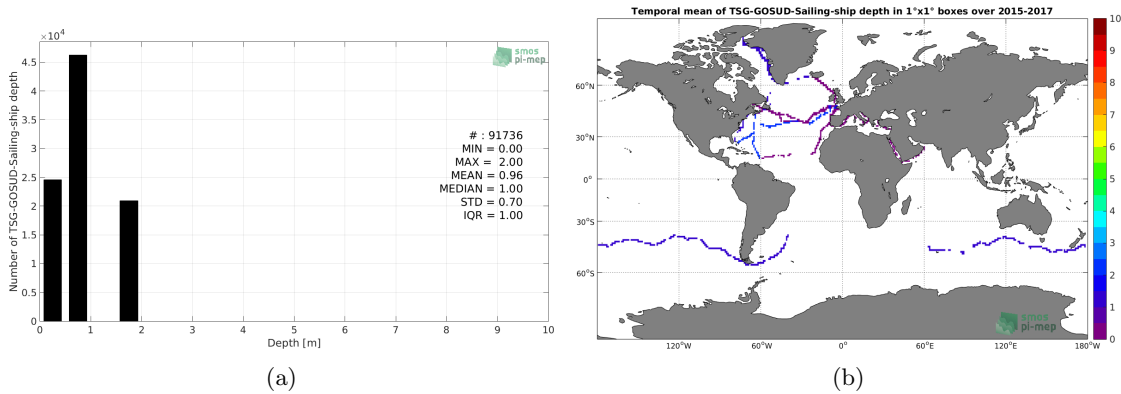 Temporal mean of TSG-GOSUD-Sailing-ship depth in 1°x1° boxes over 2015-2017
×10⁴
Number of TSG-GOSUD-Sailing-ship depth
4.5
4
3.5
3
2.5
2
1.5
1
0.5
0
0 1 2 3 4 5 6 7 8 9 10
Depth [m]
smos
pi-mep
# : 91736
MIN = 0.00
MAX = 2.00
MEAN = 0.96
MEDIAN = 1.00
STD = 0.70
IQR = 1.00
(a)
60°N
30°N
0°
30°S
60°S
120°W 60°W 0° 60°E 120°E 180°W
smos
pi-mep
10
9
8
7
6
5
4
3
2
1
0
(b)